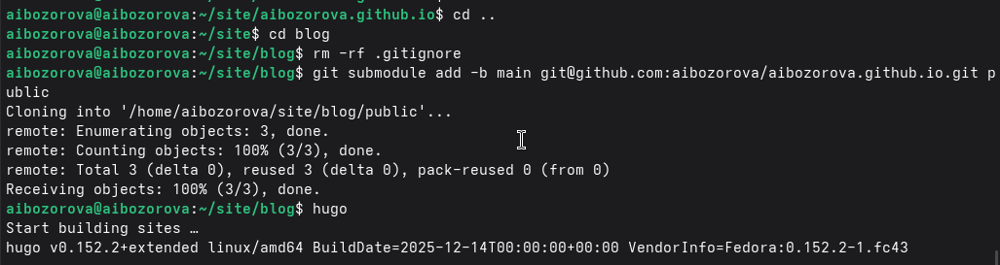 aibozorova@aibozorova:~/site/aibozorova.github.io$ cd ..
aibozorova@aibozorova:~/site$ cd blog
aibozorova@aibozorova:~/site/blog$ rm -rf .gitignore
aibozorova@aibozorova:~/site/blog$ git submodule add -b main git@github.com:aibozorova/aibozorova.github.io.git p
ublic
Cloning into '/home/aibozorova/site/blog/public'...
remote: Enumerating objects: 3, done.
remote: Counting objects: 100% (3/3), done.
remote: Total 3 (delta 0), reused 3 (delta 0), pack-reused 0 (from 0)
Receiving objects: 100% (3/3), done.
aibozorova@aibozorova:~/site/blog$ hugo
Start building sites …
hugo v0.152.2+extended linux/amd64 BuildDate=2025-12-14T00:00:00+00:00 VendorInfo=Fedora:0.152.2-1.fc43